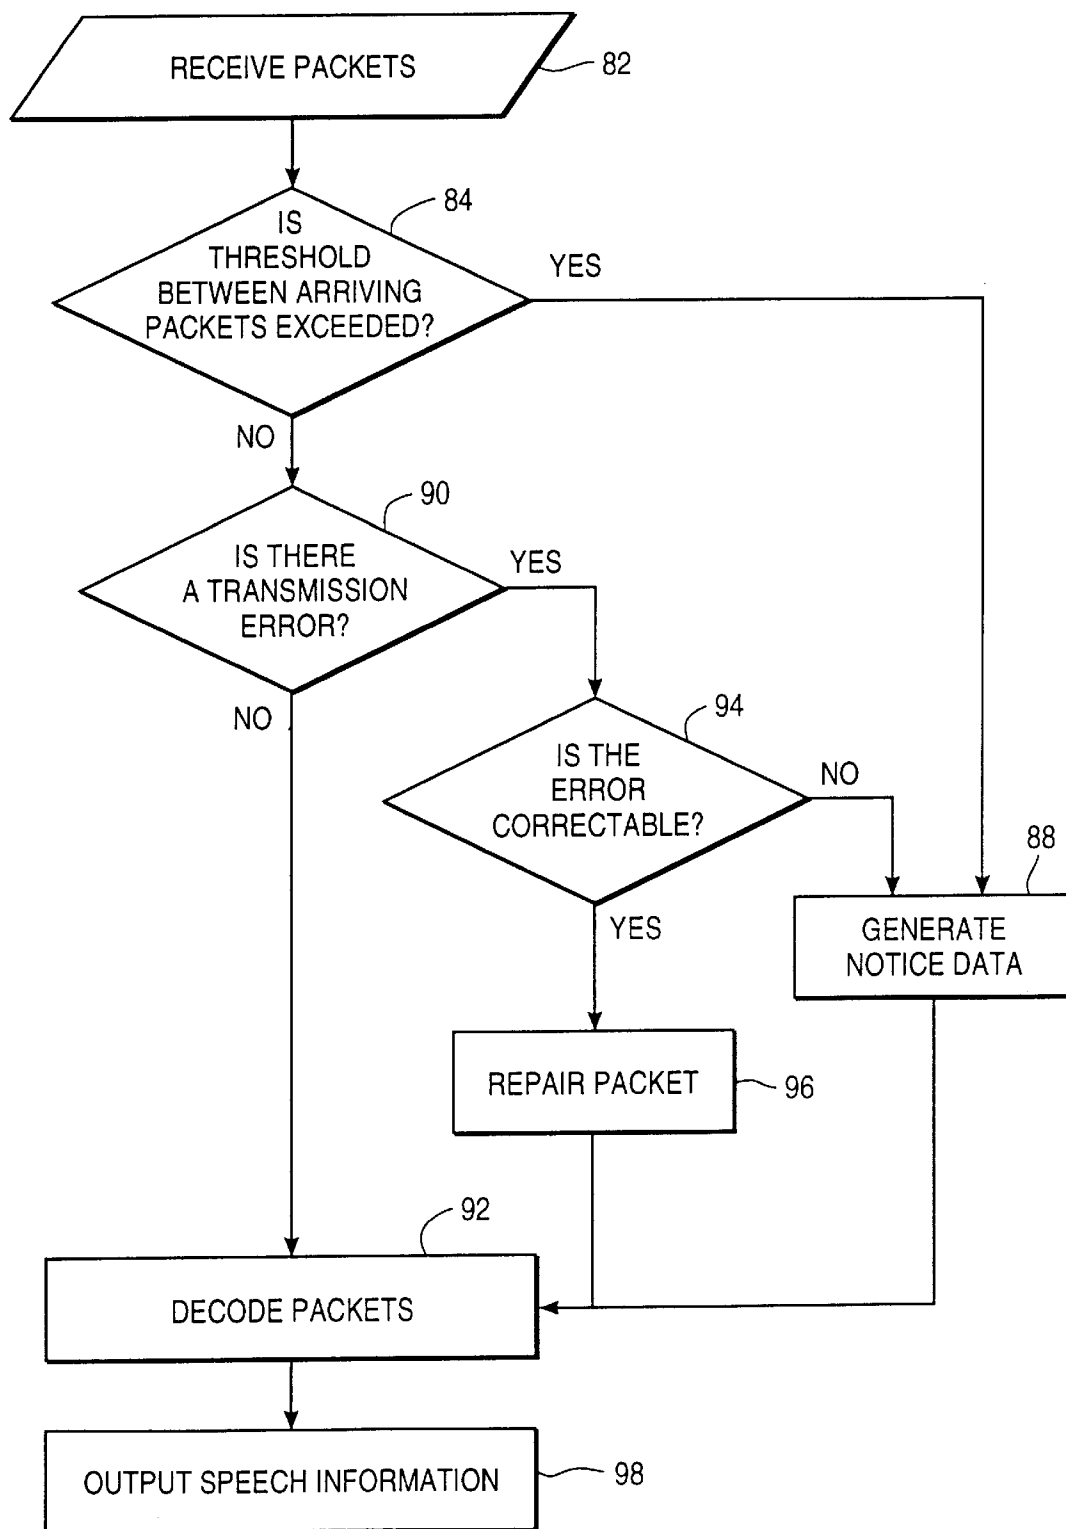 RECEIVE PACKETS
82
84
IS
THRESHOLD
BETWEEN ARRIVING
PACKETS EXCEEDED?
YES
NO
90
IS THERE
A TRANSMISSION
ERROR?
YES
NO
94
IS THE
ERROR
CORRECTABLE?
NO
YES
88
GENERATE
NOTICE DATA
REPAIR PACKET
96
92
DECODE PACKETS
OUTPUT SPEECH INFORMATION
98